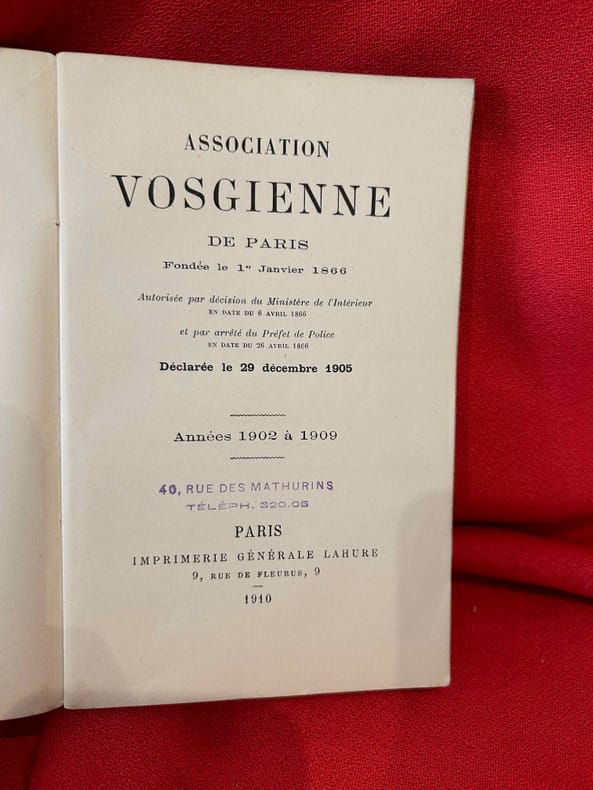 ASSOCIATION
VOSGIENNE
DE PARIS
Fondée le 1er Janvier 1866
Autorisée par décision du Ministère de l'Intérieur
EN DATE DU 6 AVRIL 1866
et par arrêté du Préfet de Police
EN DATE DU 26 AVRIL 1866
Déclarée le 29 décembre 1905
Années 1902 à 1909
40, RUE DES MATHURINS
TÉLÉPH. 320.05
PARIS
IMPRIMERIE GÉNÉRALE LAHURE
9, RUE DE FLEURUS, 9
1910